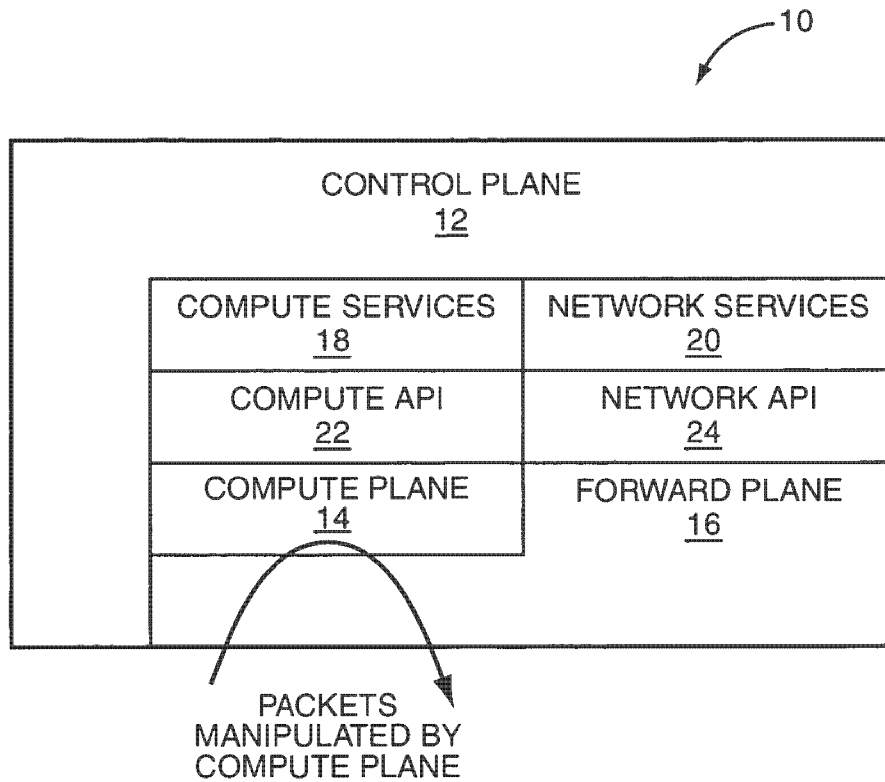 10
CONTROL PLANE
12
COMPUTE SERVICES
18
NETWORK SERVICES
20
COMPUTE API
22
NETWORK API
24
COMPUTE PLANE
14
FORWARD PLANE
16
PACKETS
MANIPULATED BY
COMPUTE PLANE